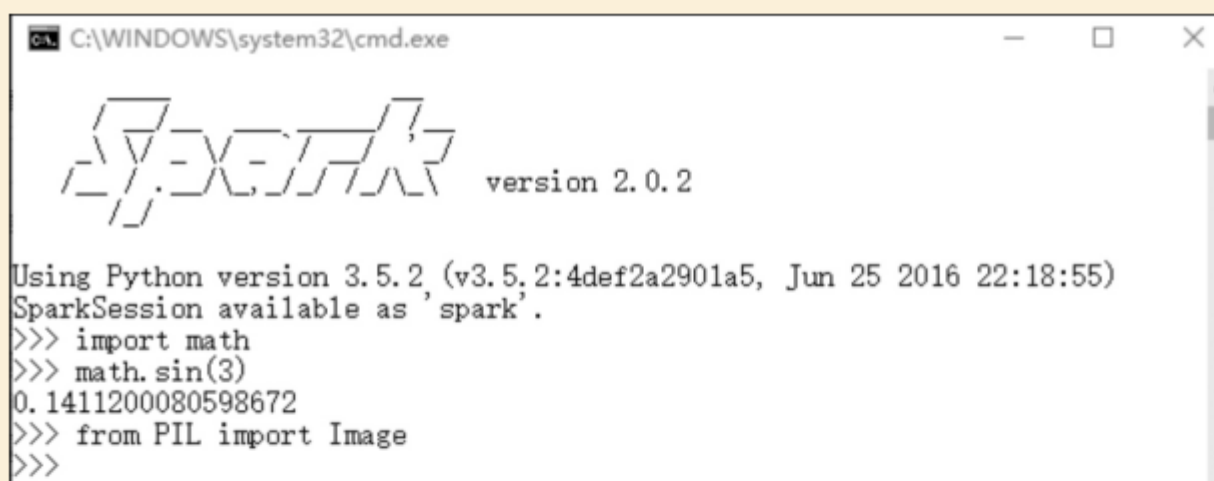 C:\WINDOWS\system32\cmd.exe
Spark version 2.0.2
Using Python version 3.5.2 (v3.5.2:4def2a2901a5, Jun 25 2016 22:18:55)
SparkSession available as 'spark'.
>>> import math
>>> math.sin(3)
0.1411200080598672
>>> from PIL import Image
>>>